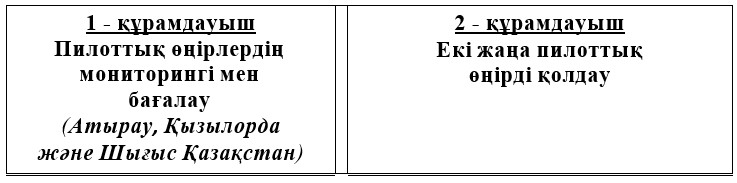 1 - құрамдауыш
Пилоттық өңірлердің
мониторингі мен
бағалау
(Атырау, Қызылорда
және Шығыс Қазақстан)
2 - құрамдауыш
Екі жаңа пилоттық
өңірді қолдау